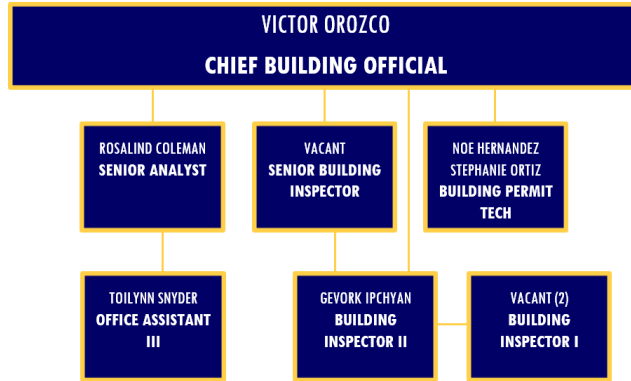 VICTOR OROZCO
CHIEF BUILDING OFFICIAL
ROSALIND COLEMAN
SENIOR ANALYST
VACANT
SENIOR BUILDING
INSPECTOR
NOE HERNANDEZ
STEPHANIE ORTIZ
BUILDING PERMIT
TECH
TOILYNN SNYDER
OFFICE ASSISTANT
III
GEVORK IPCHYAN
BUILDING
INSPECTOR II
VACANT (2)
BUILDING
INSPECTOR I